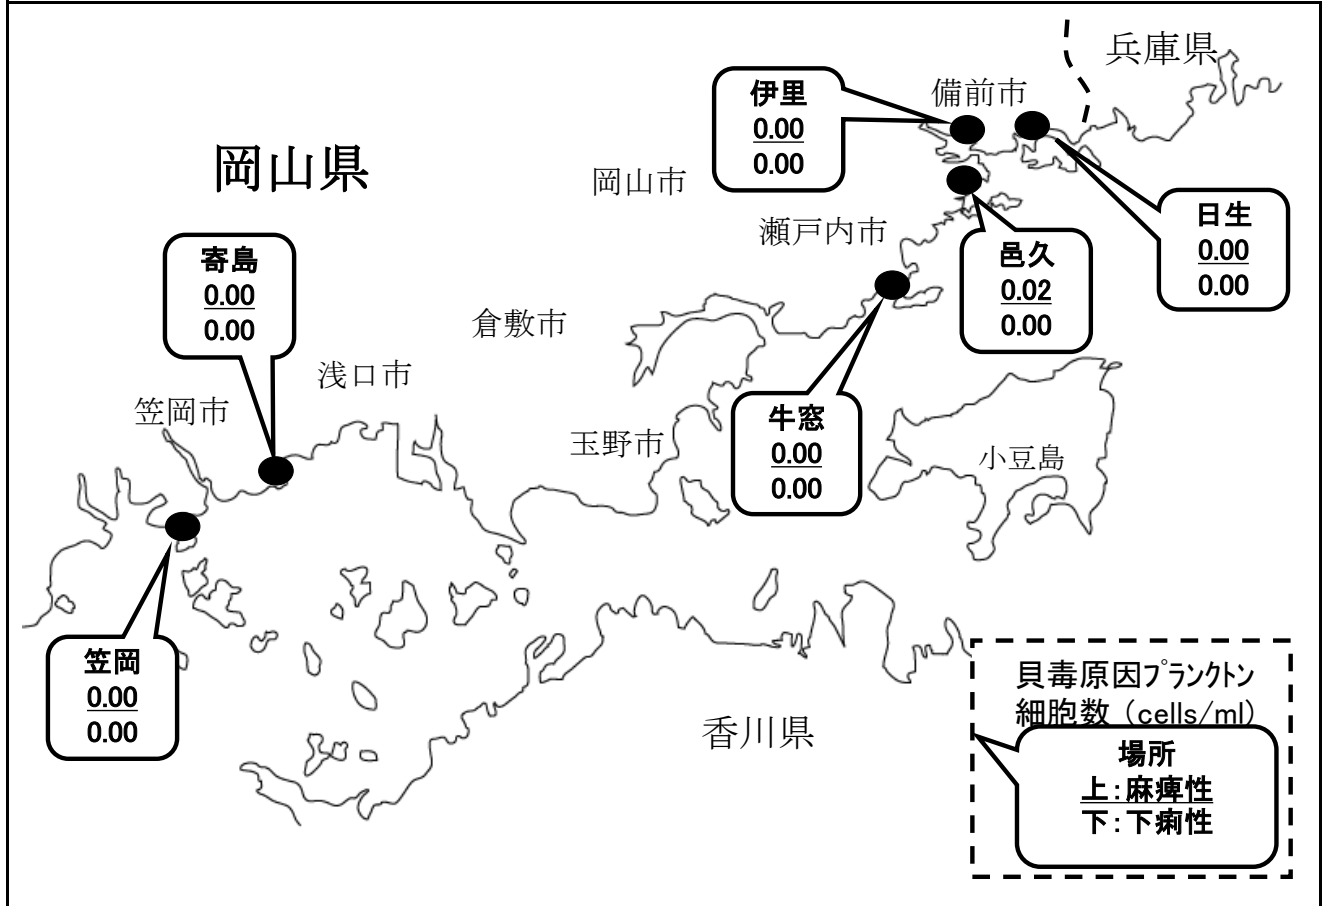 兵庫県
備前市
伊里
0.00
0.00
岡山県
岡山市
日生
0.00
0.00
瀬戸内市
邑久
0.02
0.00
寄島
0.00
0.00
倉敷市
浅口市
笠岡市
牛窓
0.00
0.00
玉野市
小豆島
笠岡
0.00
0.00
香川県
貝毒原因プランクトン
細胞数 (cells/ml)
場所
上:麻痺性
下:下痢性